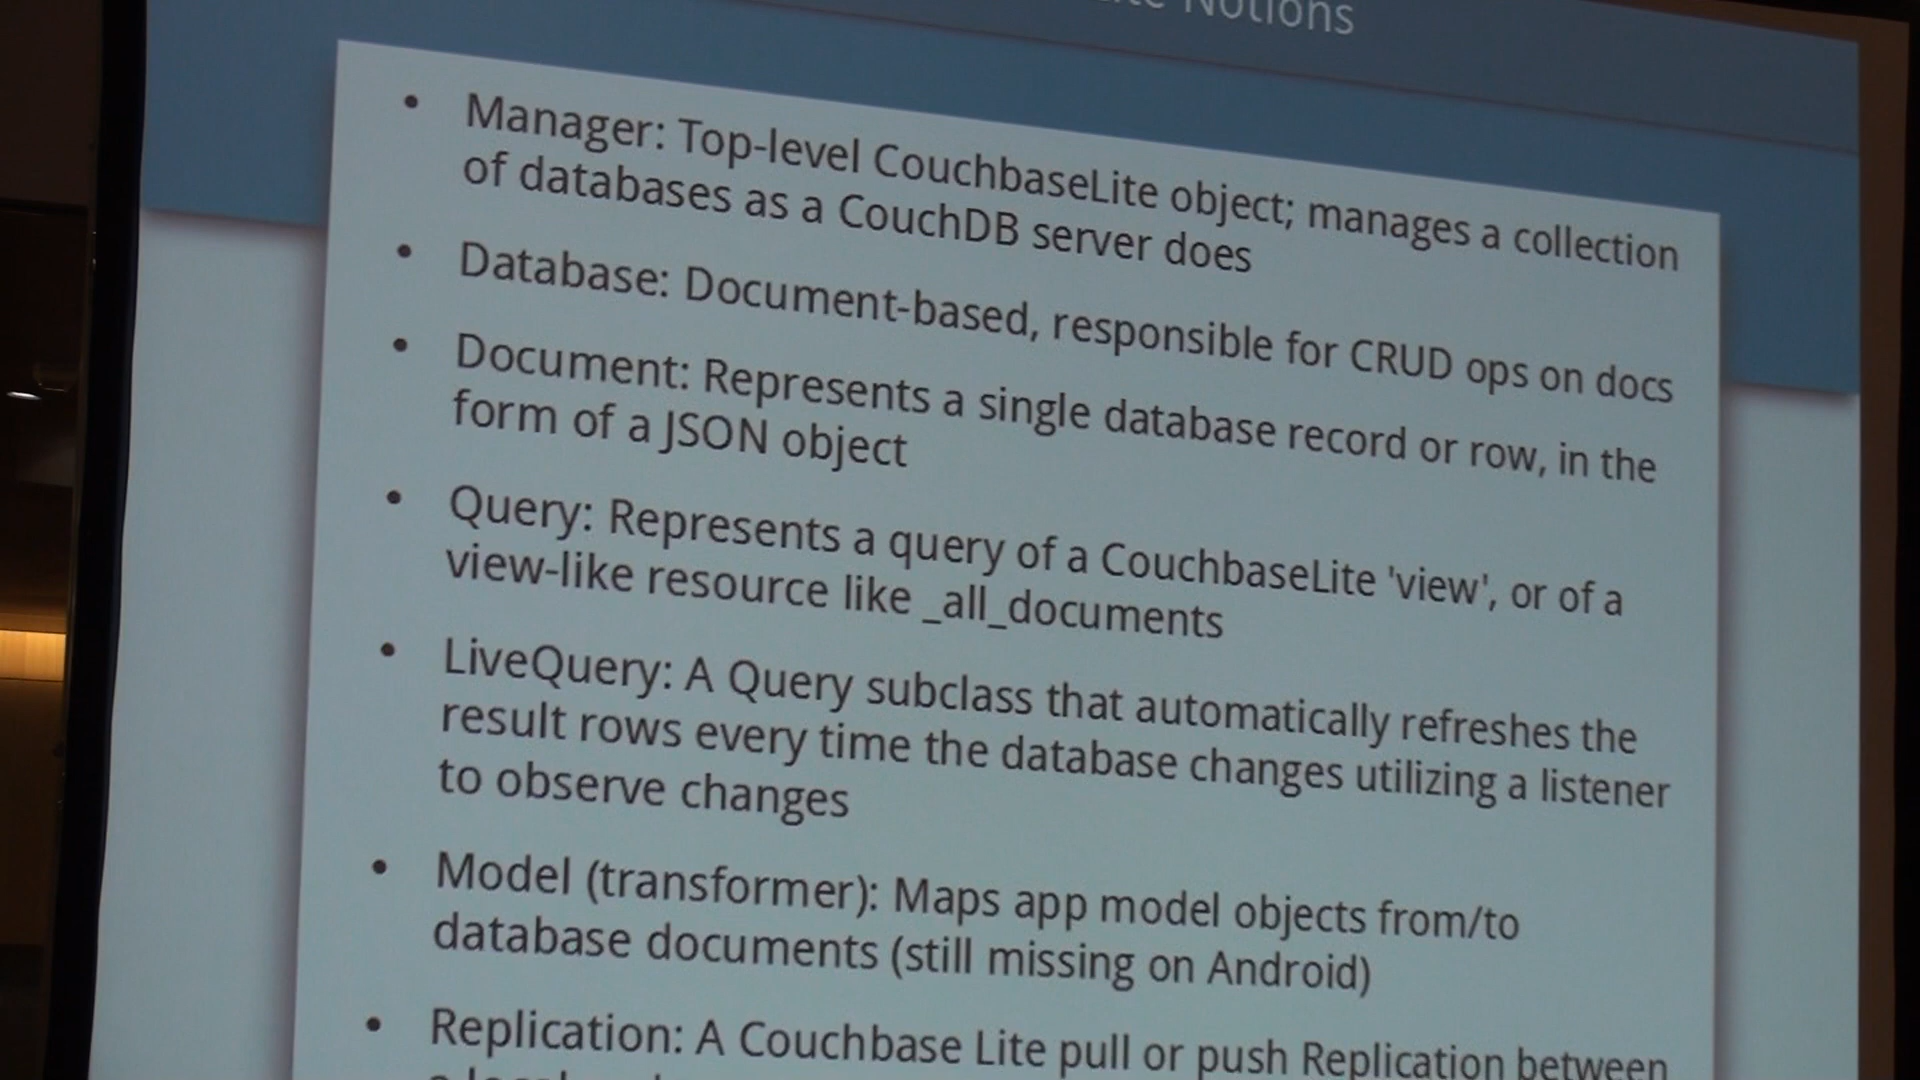 Notions
• Manager: Top-level CouchbaseLite object; manages a collection
of databases as a CouchDB server does
• Database: Document-based, responsible for CRUD ops on docs
• Document: Represents a single database record or row, in the
form of a JSON object
• Query: Represents a query of a CouchbaseLite 'view', or of a
view-like resource like _all_documents
• LiveQuery: A Query subclass that automatically refreshes the
result rows every time the database changes utilizing a listener
to observe changes
• Model (transformer): Maps app model objects from/to
database documents (still missing on Android)
• Replication: A Couchbase Lite pull or push Replication between